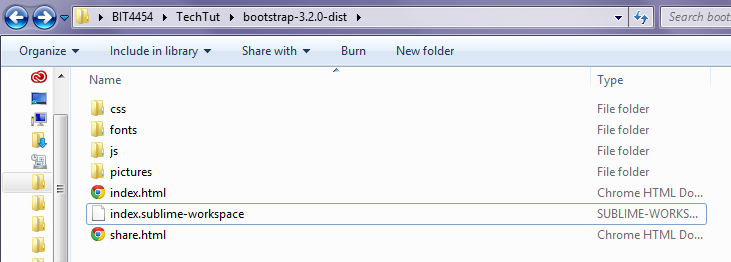 BIT4454 TechTut bootstrap-3.2.0-dist Search boot
Organize Include in library Share with Burn New folder
Name Type
css File folder
fonts File folder
js File folder
pictures File folder
index.html Chrome HTML Do...
index.sublime-workspace SUBLIME-WORKS...
share.html Chrome HTML Do...